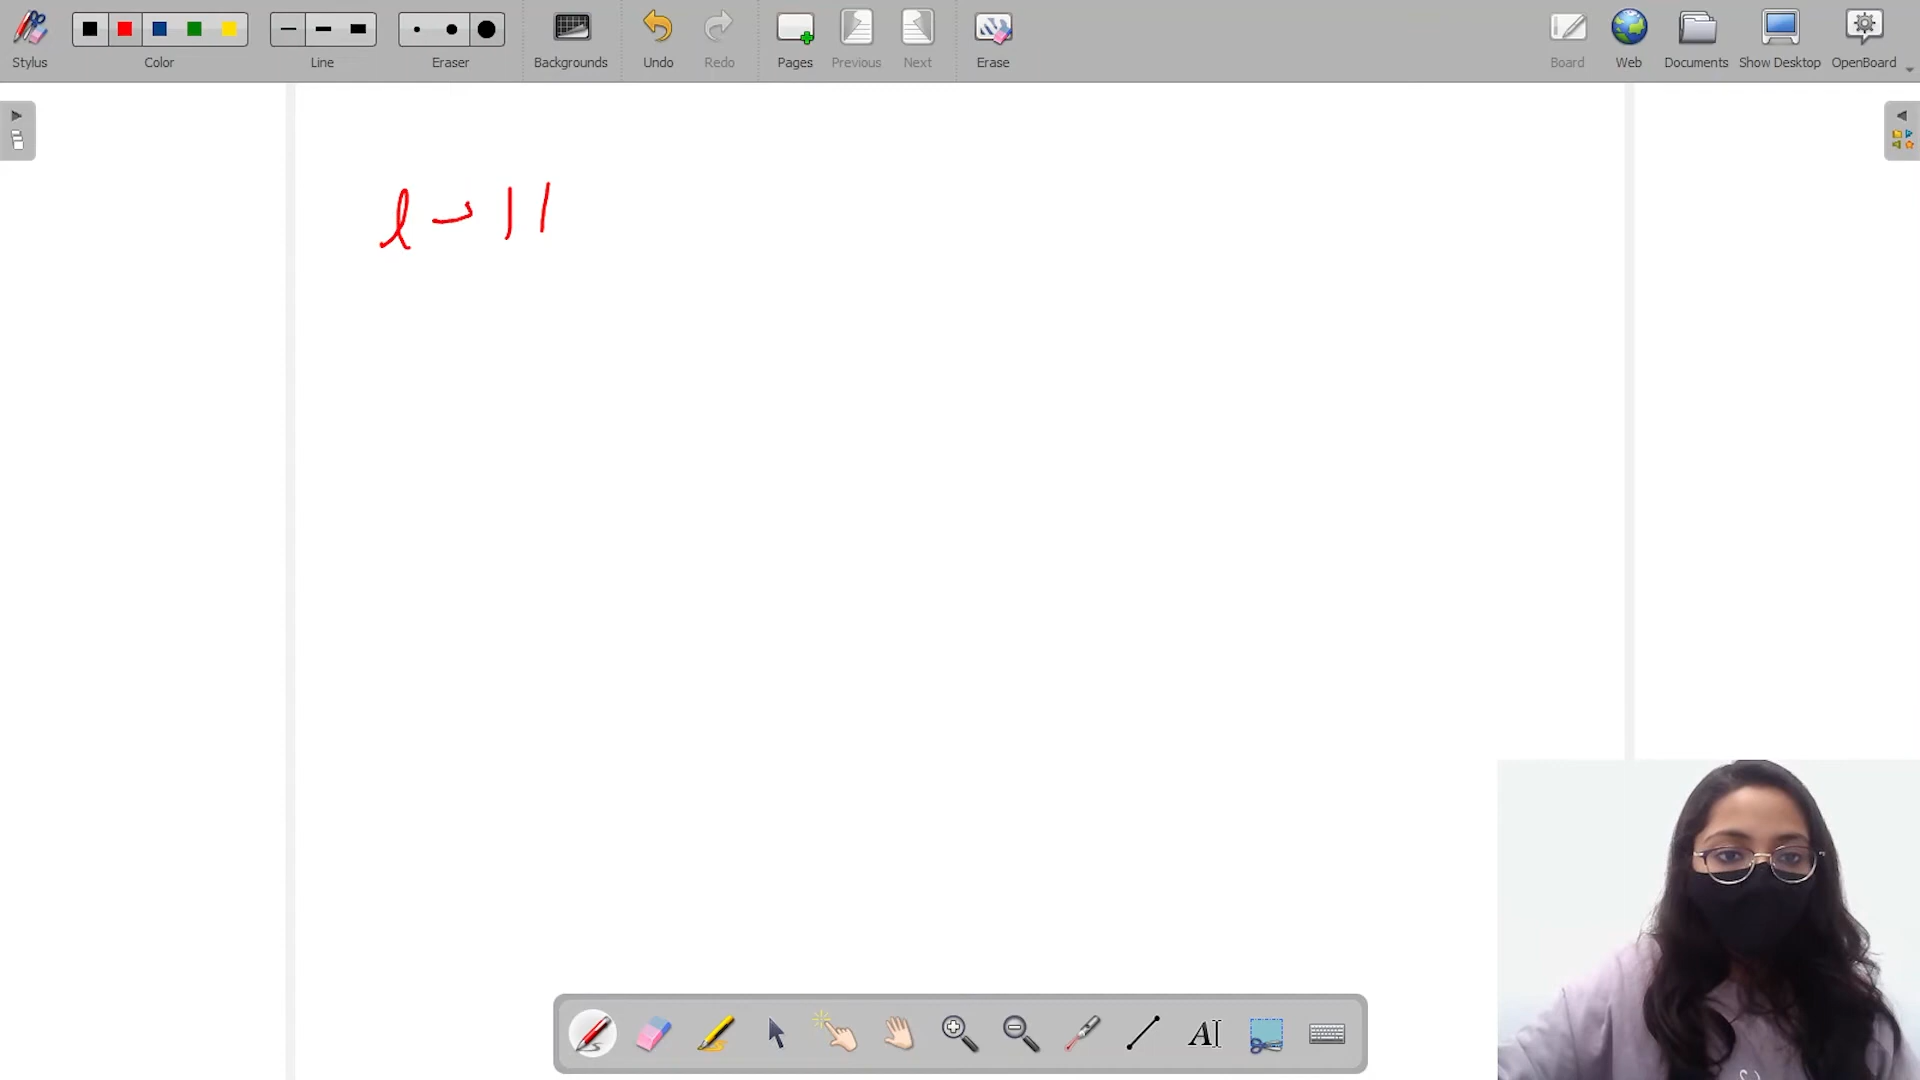 Stylus Color Line Eraser Backgrounds Undo Redo Pages Previous Next Erase Board Web Documents Show Desktop OpenBoard
l → 11